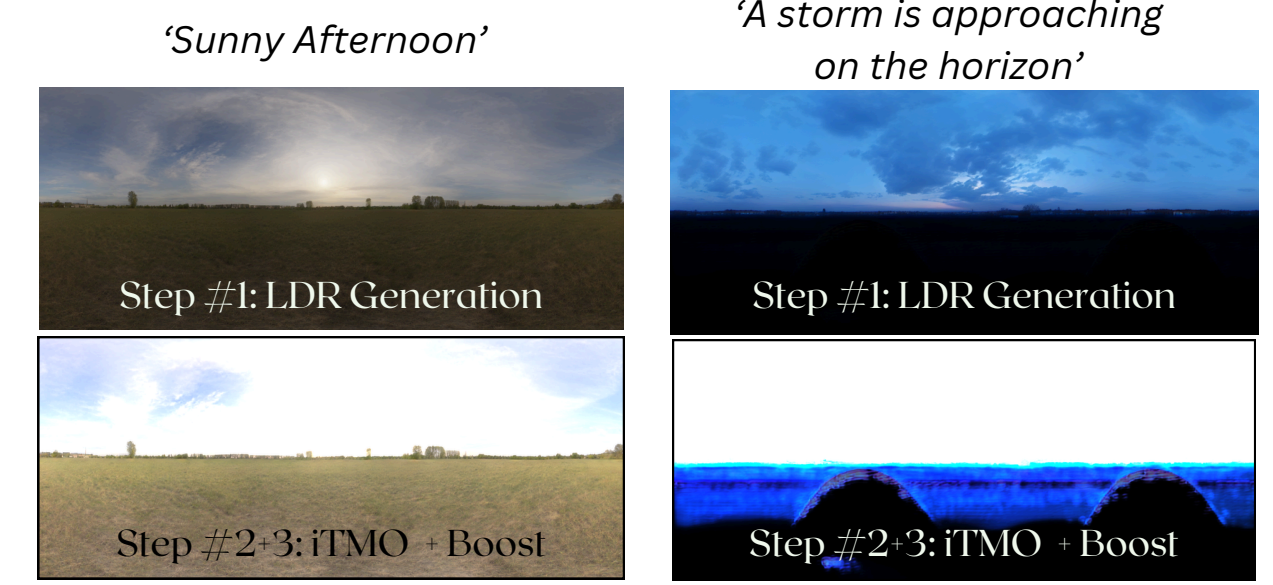 ‘Sunny Afternoon’
Step #1: LDR Generation
Step #2+3: iTMO + Boost
‘A storm is approaching
on the horizon’
Step #1: LDR Generation
Step #2+3: iTMO + Boost